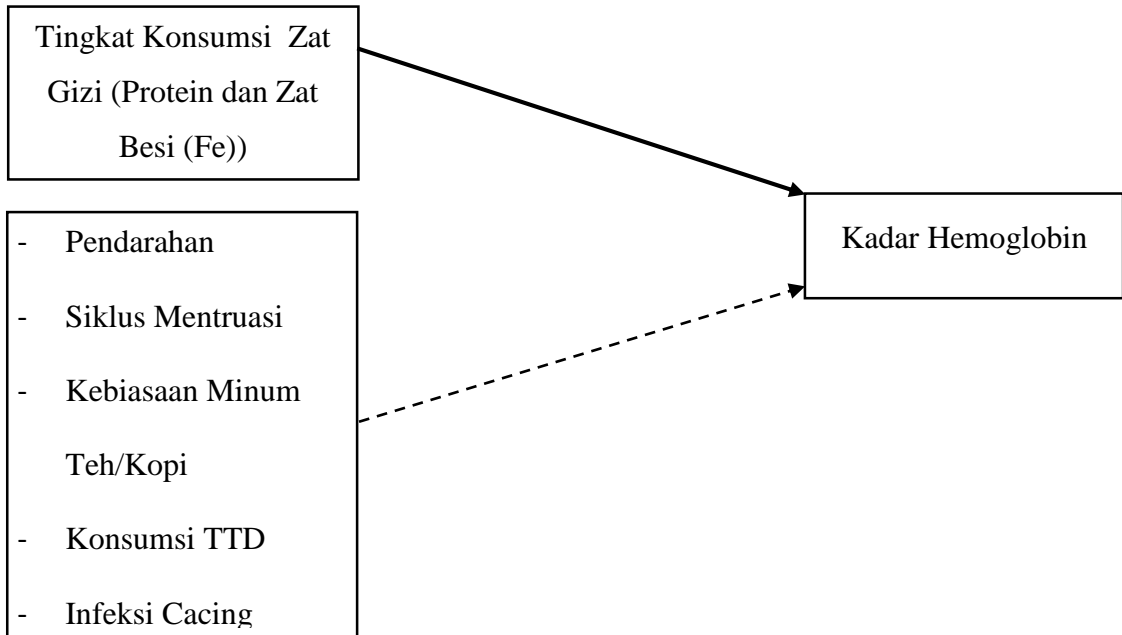 Tingkat Konsumsi Zat
Gizi (Protein dan Zat
Besi (Fe))
- Pendarahan
- Siklus Mentruasi
- Kebiasaan Minum
Teh/Kopi
- Konsumsi TTD
- Infeksi Cacing
Kadar Hemoglobin